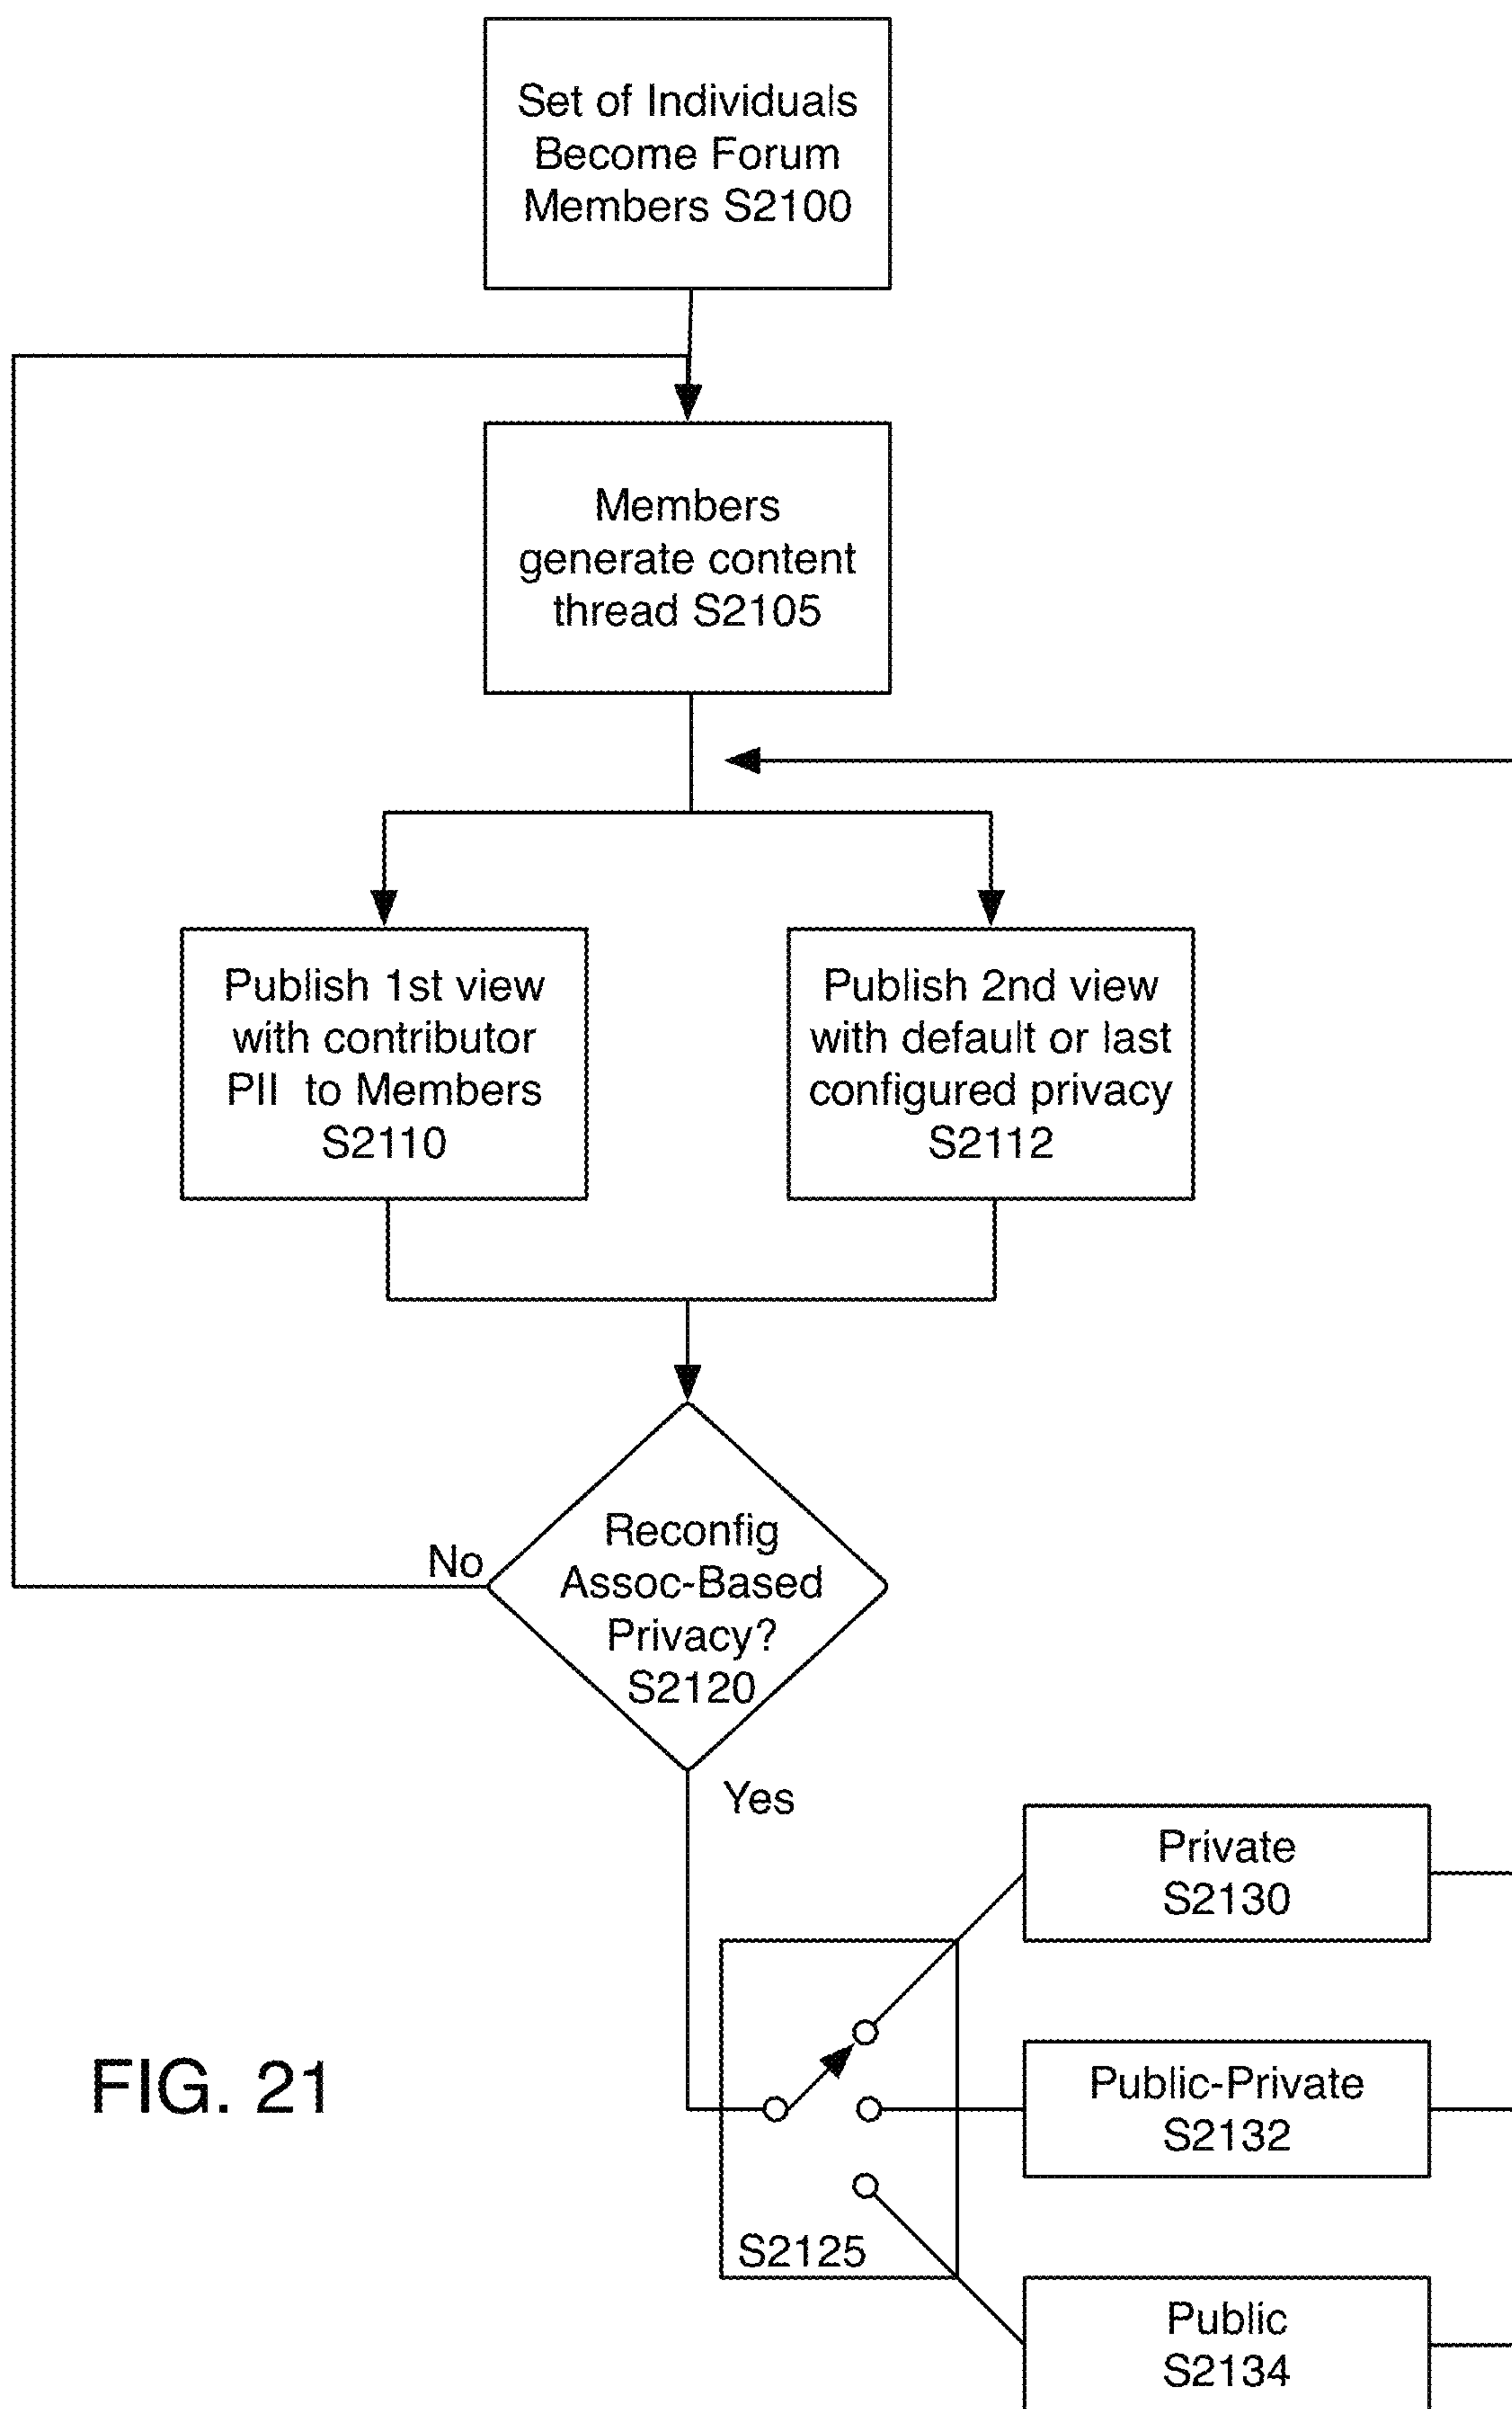 Set of Individuals
Become Forum
Members S2100
Members
generate content
thread S2105
Publish 1st view
with contributor
PII to Members
S2110
Publish 2nd view
with default or last
configured privacy
S2112
Reconfig
Assoc-Based
Privacy?
S2120
No
Yes
Private
S2130
Public-Private
S2132
S2125
Public
S2134
FIG. 21